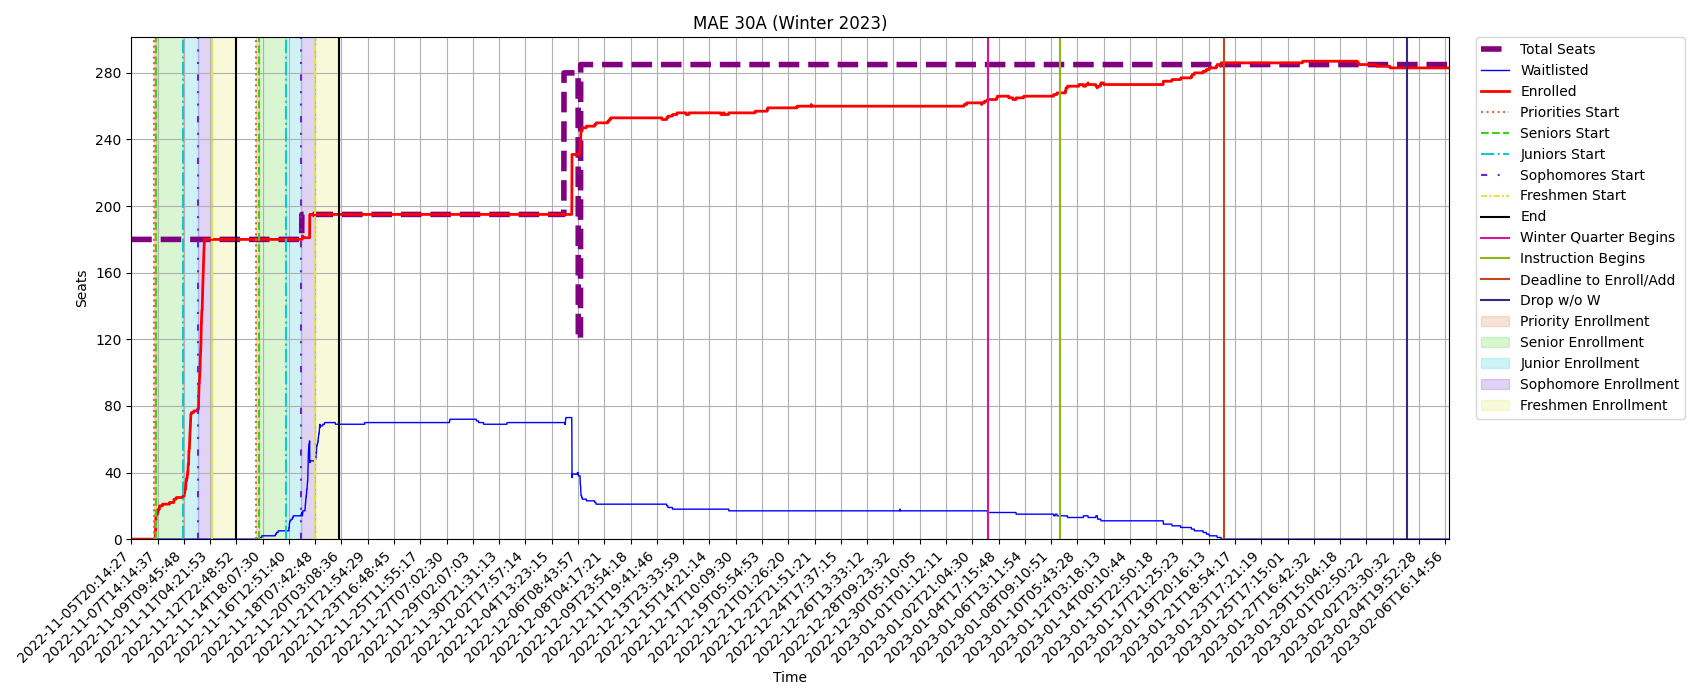 MAE 30A (Winter 2023)
Seats
280
240
200
160
120
80
40
0
2022-11-05T20:14:27
2022-11-07T14:14:37
2022-11-09T09:45:48
2022-11-11T04:21:53
2022-11-12T22:48:52
2022-11-14T18:07:30
2022-11-16T12:51:40
2022-11-18T07:42:48
2022-11-20T03:08:36
2022-11-21T21:54:29
2022-11-23T16:48:45
2022-11-25T11:55:17
2022-11-27T07:02:30
2022-11-29T02:07:03
2022-11-30T21:31:13
2022-12-02T17:57:14
2022-12-04T13:23:15
2022-12-06T08:43:57
2022-12-08T04:17:21
2022-12-09T23:54:18
2022-12-11T19:41:46
2022-12-13T23:33:59
2022-12-15T14:21:14
2022-12-17T10:09:30
2022-12-19T05:54:53
2022-12-21T01:26:20
2022-12-22T21:51:21
2022-12-24T17:37:15
2022-12-26T13:33:12
2022-12-28T09:23:32
2022-12-30T05:10:05
2023-01-01T01:12:11
2023-01-02T21:04:30
2023-01-04T17:15:48
2023-01-06T13:11:54
2023-01-08T09:10:51
2023-01-10T05:43:28
2023-01-12T03:18:13
2023-01-14T00:10:44
2023-01-15T22:50:18
2023-01-17T21:25:23
2023-01-19T20:16:13
2023-01-21T18:54:17
2023-01-23T17:21:19
2023-01-25T17:15:01
2023-01-27T16:42:32
2023-01-29T15:04:18
2023-02-01T02:50:22
2023-02-02T23:30:32
2023-02-04T19:52:28
2023-02-06T16:14:56
Time
Total Seats
Waitlisted
Enrolled
Priorities Start
Seniors Start
Juniors Start
Sophomores Start
Freshmen Start
End
Winter Quarter Begins
Instruction Begins
Deadline to Enroll/Add
Drop w/o W
Priority Enrollment
Senior Enrollment
Junior Enrollment
Sophomore Enrollment
Freshmen Enrollment